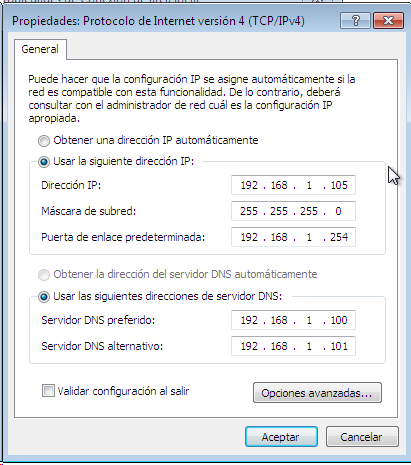 Propiedades: Protocolo de Internet versión 4 (TCP/IPv4)
General
Puede hacer que la configuración IP se asigne automáticamente si la
red es compatible con esta funcionalidad. De lo contrario, deberá
consultar con el administrador de red cuál es la configuración IP
apropiada.
Obtener una dirección IP automáticamente
Usar la siguiente dirección IP:
Dirección IP: 192 . 168 . 1 . 105
Máscara de subred: 255 . 255 . 255 . 0
Puerta de enlace predeterminada: 192 . 168 . 1 . 254
Obtener la dirección del servidor DNS automáticamente
Usar las siguientes direcciones de servidor DNS:
Servidor DNS preferido: 192 . 168 . 1 . 100
Servidor DNS alternativo: 192 . 168 . 1 . 101
Validar configuración al salir
Opciones avanzadas...
Aceptar Cancelar